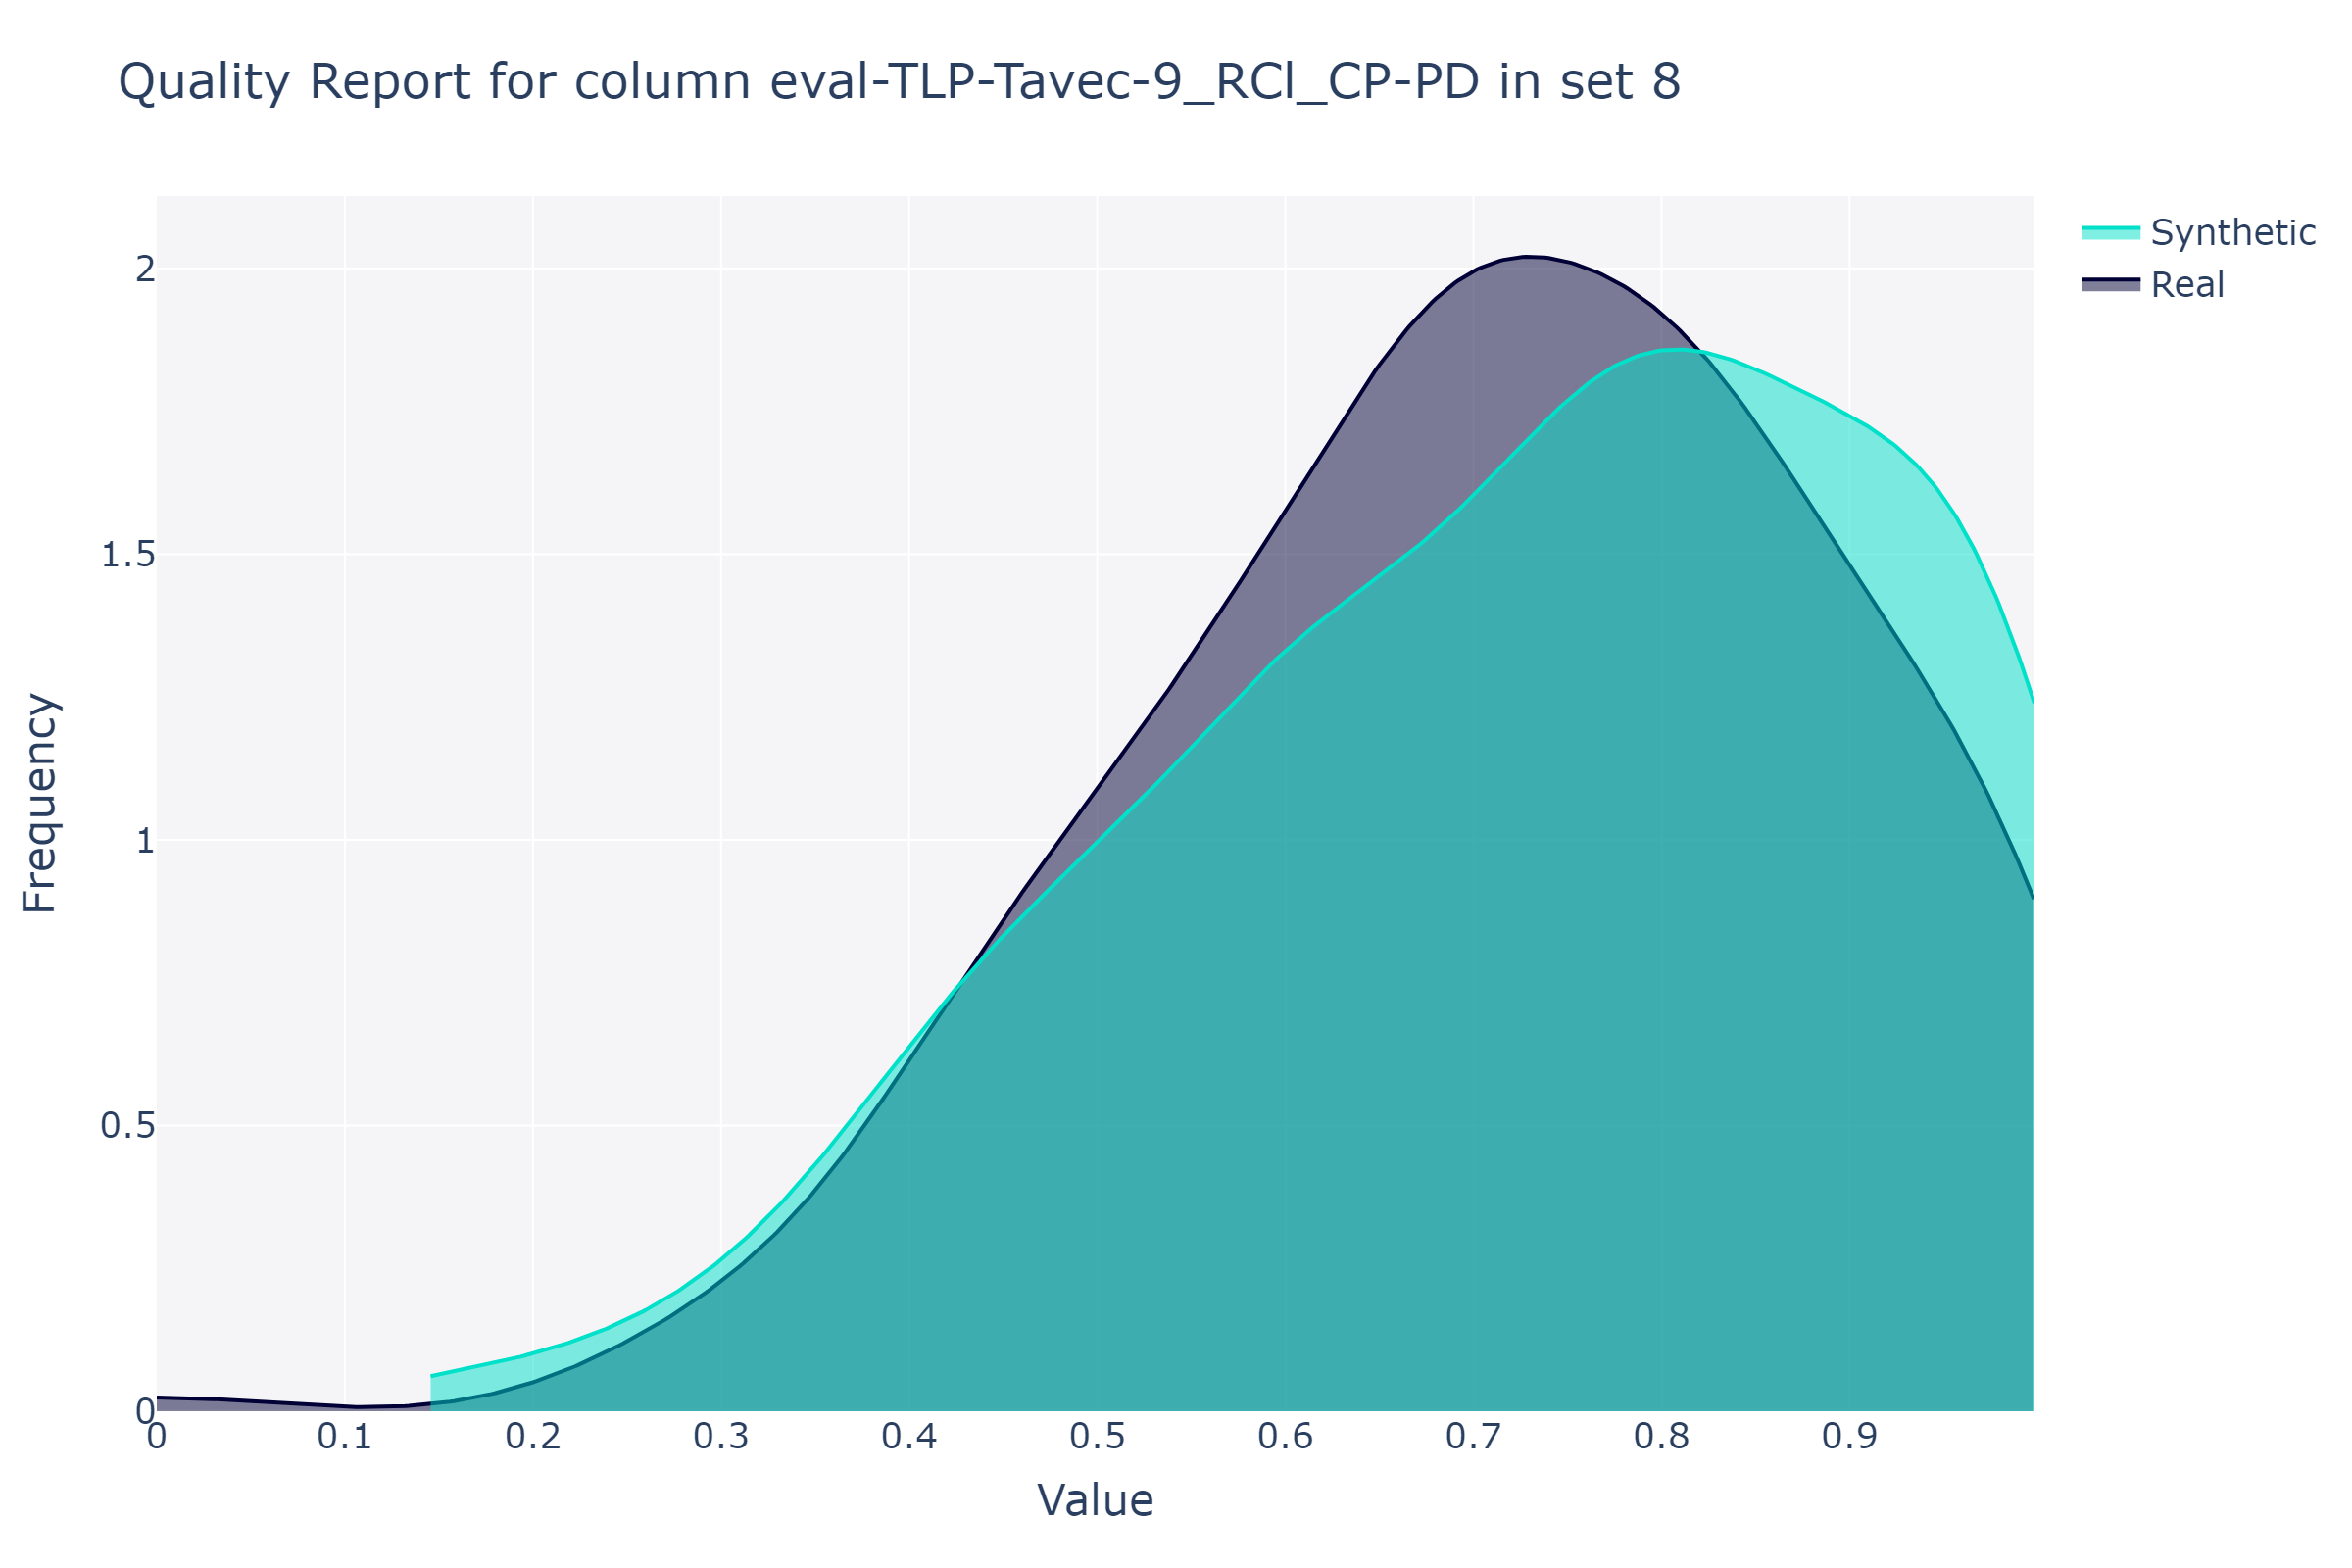 Quality Report for column eval-TLP-Tavec-9_RCl_CP-PD in set 8
Synthetic
Real
Frequency
2
1.5
1
0.5
0
0 0.1 0.2 0.3 0.4 0.5 0.6 0.7 0.8 0.9
Value